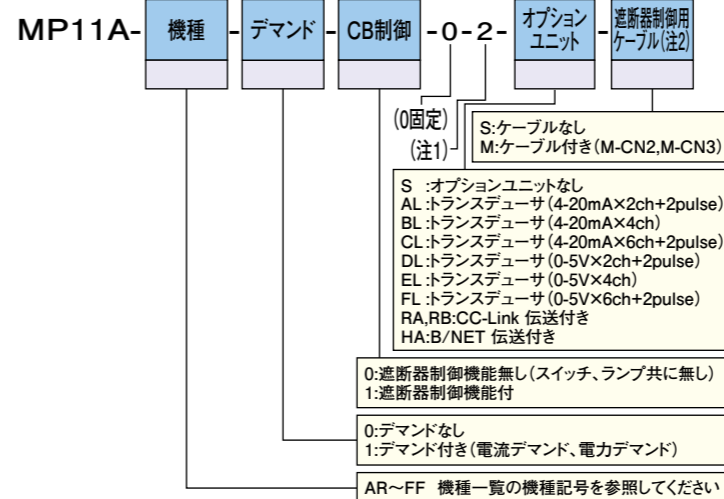 MP11A-機種-デマンド-CB制御-0-2-オプションユニット-遮断器制御用ケーブル(注2)
(0固定)
(注1)
S:ケーブルなし
M:ケーブル付き(M-CN2,M-CN3)
S :オプションユニットなし
AL:トランスデューサ(4-20mA×2ch+2pulse)
BL:トランスデューサ(4-20mA×4ch)
CL:トランスデューサ(4-20mA×6ch+2pulse)
DL:トランスデューサ(0-5V×2ch+2pulse)
EL:トランスデューサ(0-5V×4ch)
FL:トランスデューサ(0-5V×6ch+2pulse)
RA,RB:CC-Link 伝送付き
HA:B/NET 伝送付き
0:遮断器制御機能無し(スイッチ、ランプ共に無し)
1:遮断器制御機能付
0:デマンドなし
1:デマンド付き(電流デマンド、電力デマンド)
AR～FF 機種一覧の機種記号を参照してください